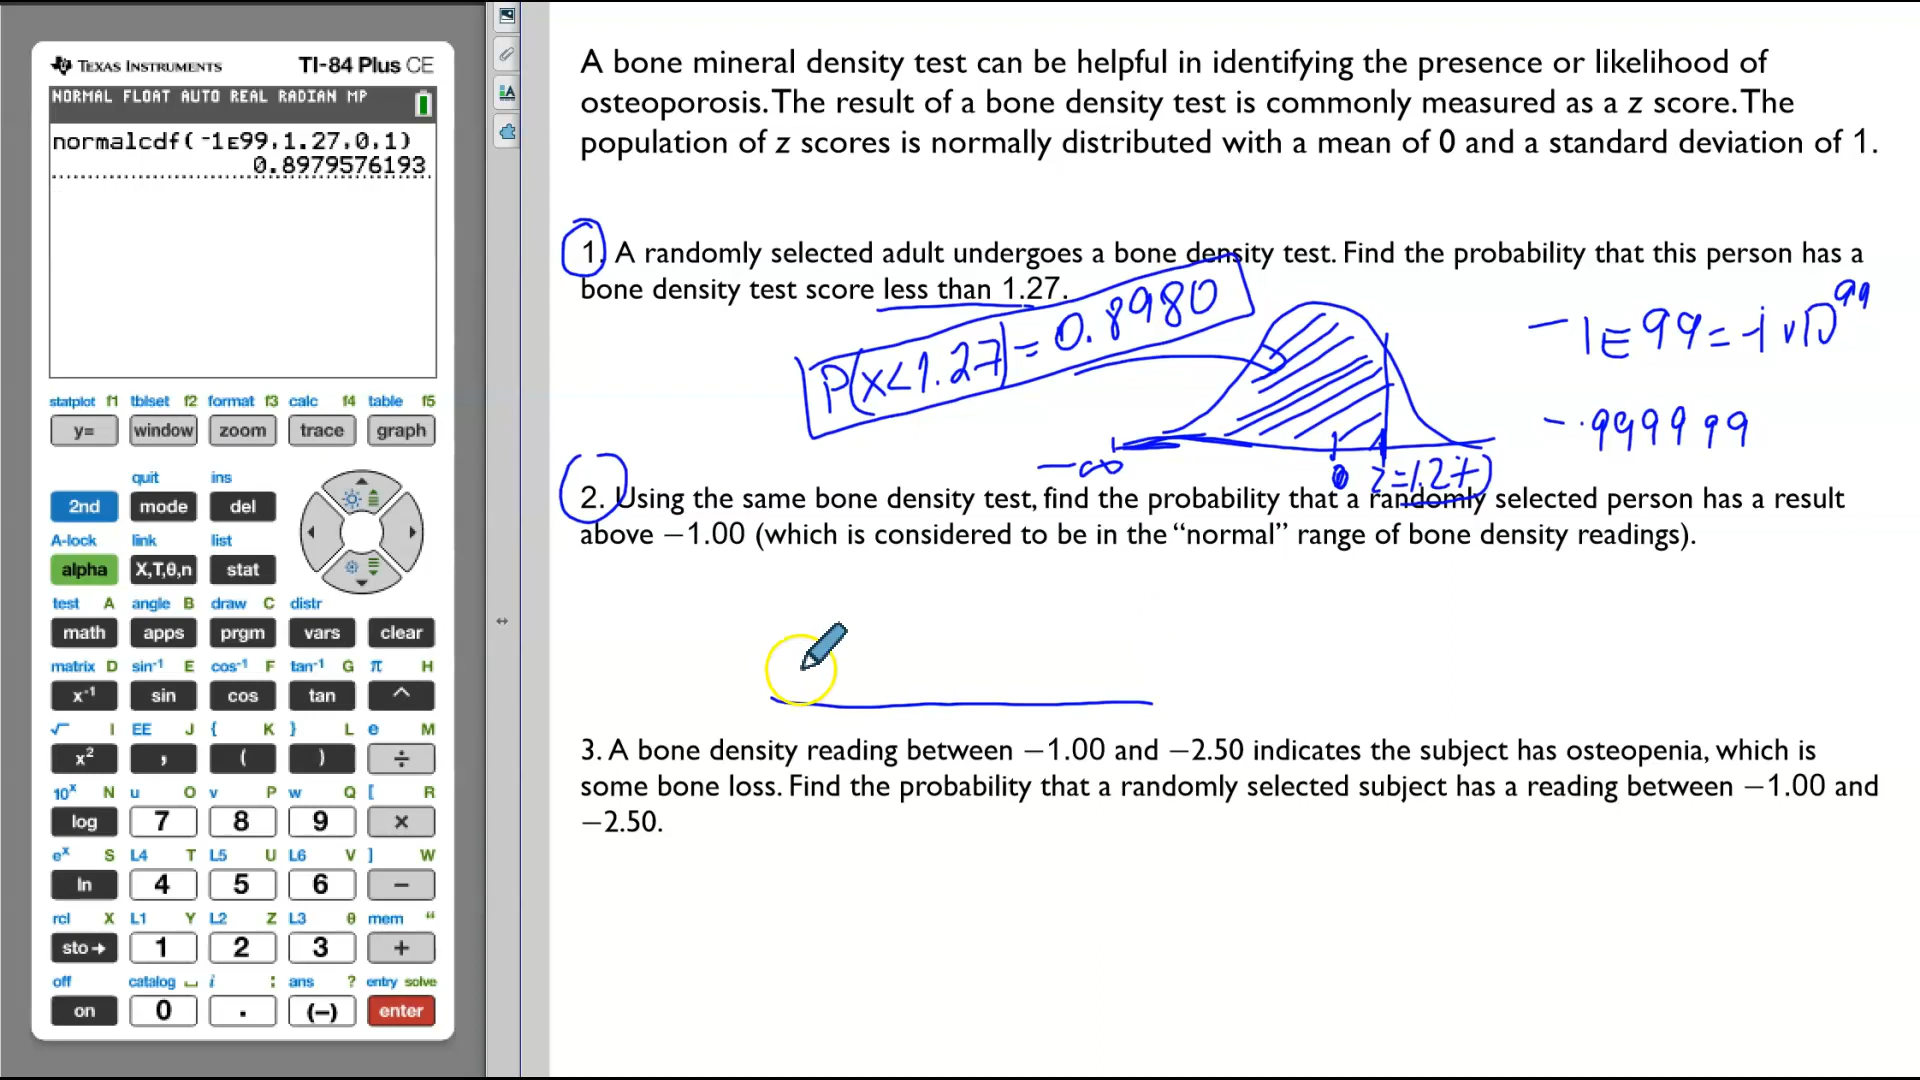 TEXAS INSTRUMENTS TI-84 Plus CE
NORMAL FLOAT AUTO REAL RADIAN MP
normalcdf(-1E99,1.27,0,1)
0.8979576193
statplot f1 tblset f2 format f3 calc f4 table f5
y= window zoom trace graph
quit ins
2nd mode del
A-lock link list
alpha X,T,θ,n stat
test A angle B draw C distr
math apps prgm vars clear
matrix D sin-1 E cos-1 F tan-1 G π H
x-1 sin cos tan ^
√ I EE J { K } L e M
x² , ( ) ÷
10ˣ N u O v P w Q [ R
log 7 8 9 ×
eˣ S L4 T L5 U L6 V ] W
ln 4 5 6 −
rcl X L1 Y L2 Z L3 θ mem “
sto→ 1 2 3 +
off catalog ␣ i : ans ? entry solve
on 0 . (−) enter
A bone mineral density test can be helpful in identifying the presence or likelihood of
osteoporosis. The result of a bone density test is commonly measured as a z score. The
population of z scores is normally distributed with a mean of 0 and a standard deviation of 1.
1. A randomly selected adult undergoes a bone density test. Find the probability that this person has a
bone density test score less than 1.27.
P(x<1.27) = 0.8980
-1E99 = -1 x10⁹⁹
-999999
-∞ 0 z=1.27
2. Using the same bone density test, find the probability that a randomly selected person has a result
above −1.00 (which is considered to be in the “normal” range of bone density readings).
3. A bone density reading between −1.00 and −2.50 indicates the subject has osteopenia, which is
some bone loss. Find the probability that a randomly selected subject has a reading between −1.00 and
−2.50.